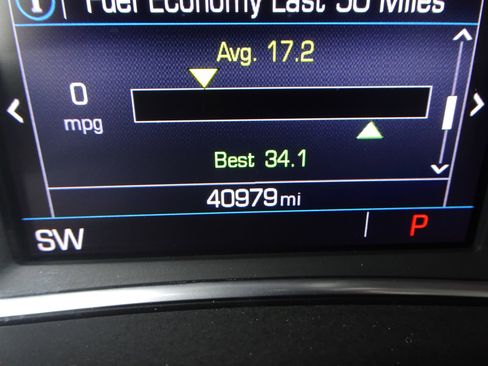 Fuel Economy Last 50 Miles
Avg. 17.2
0
mpg
Best 34.1
40979 mi
SW
P